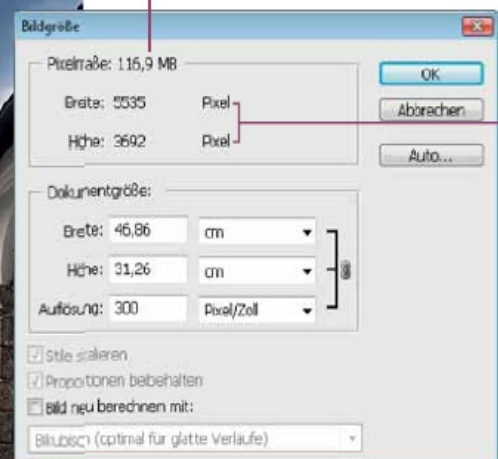 Bildgröße
Pixelmaße: 116,9 MB
OK
Breite: 5535 Pixel
Abbrechen
Höhe: 3692 Pixel
Auto...
Dokumentgröße:
Breite: 46,86 cm
Höhe: 31,26 cm
Auflösung: 300 Pixel/Zoll
Stile skalieren
Proportionen beibehalten
Bild neu berechnen mit:
Bikubisch (optimal für glatte Verläufe)